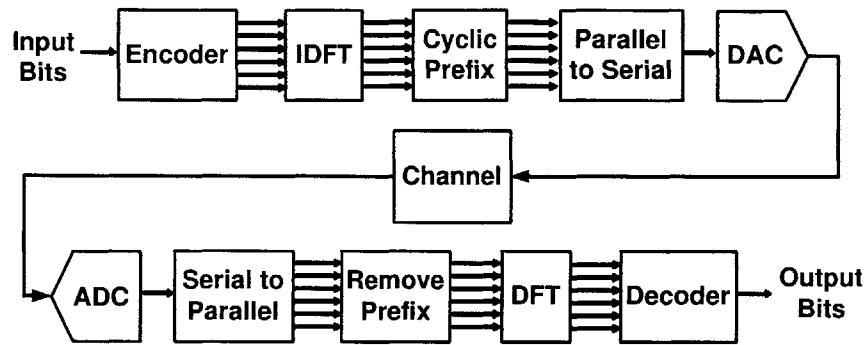 Input
Bits
Encoder
IDFT
Cyclic
Prefix
Parallel
to Serial
DAC
Channel
ADC
Serial to
Parallel
Remove
Prefix
DFT
Decoder
Output
Bits